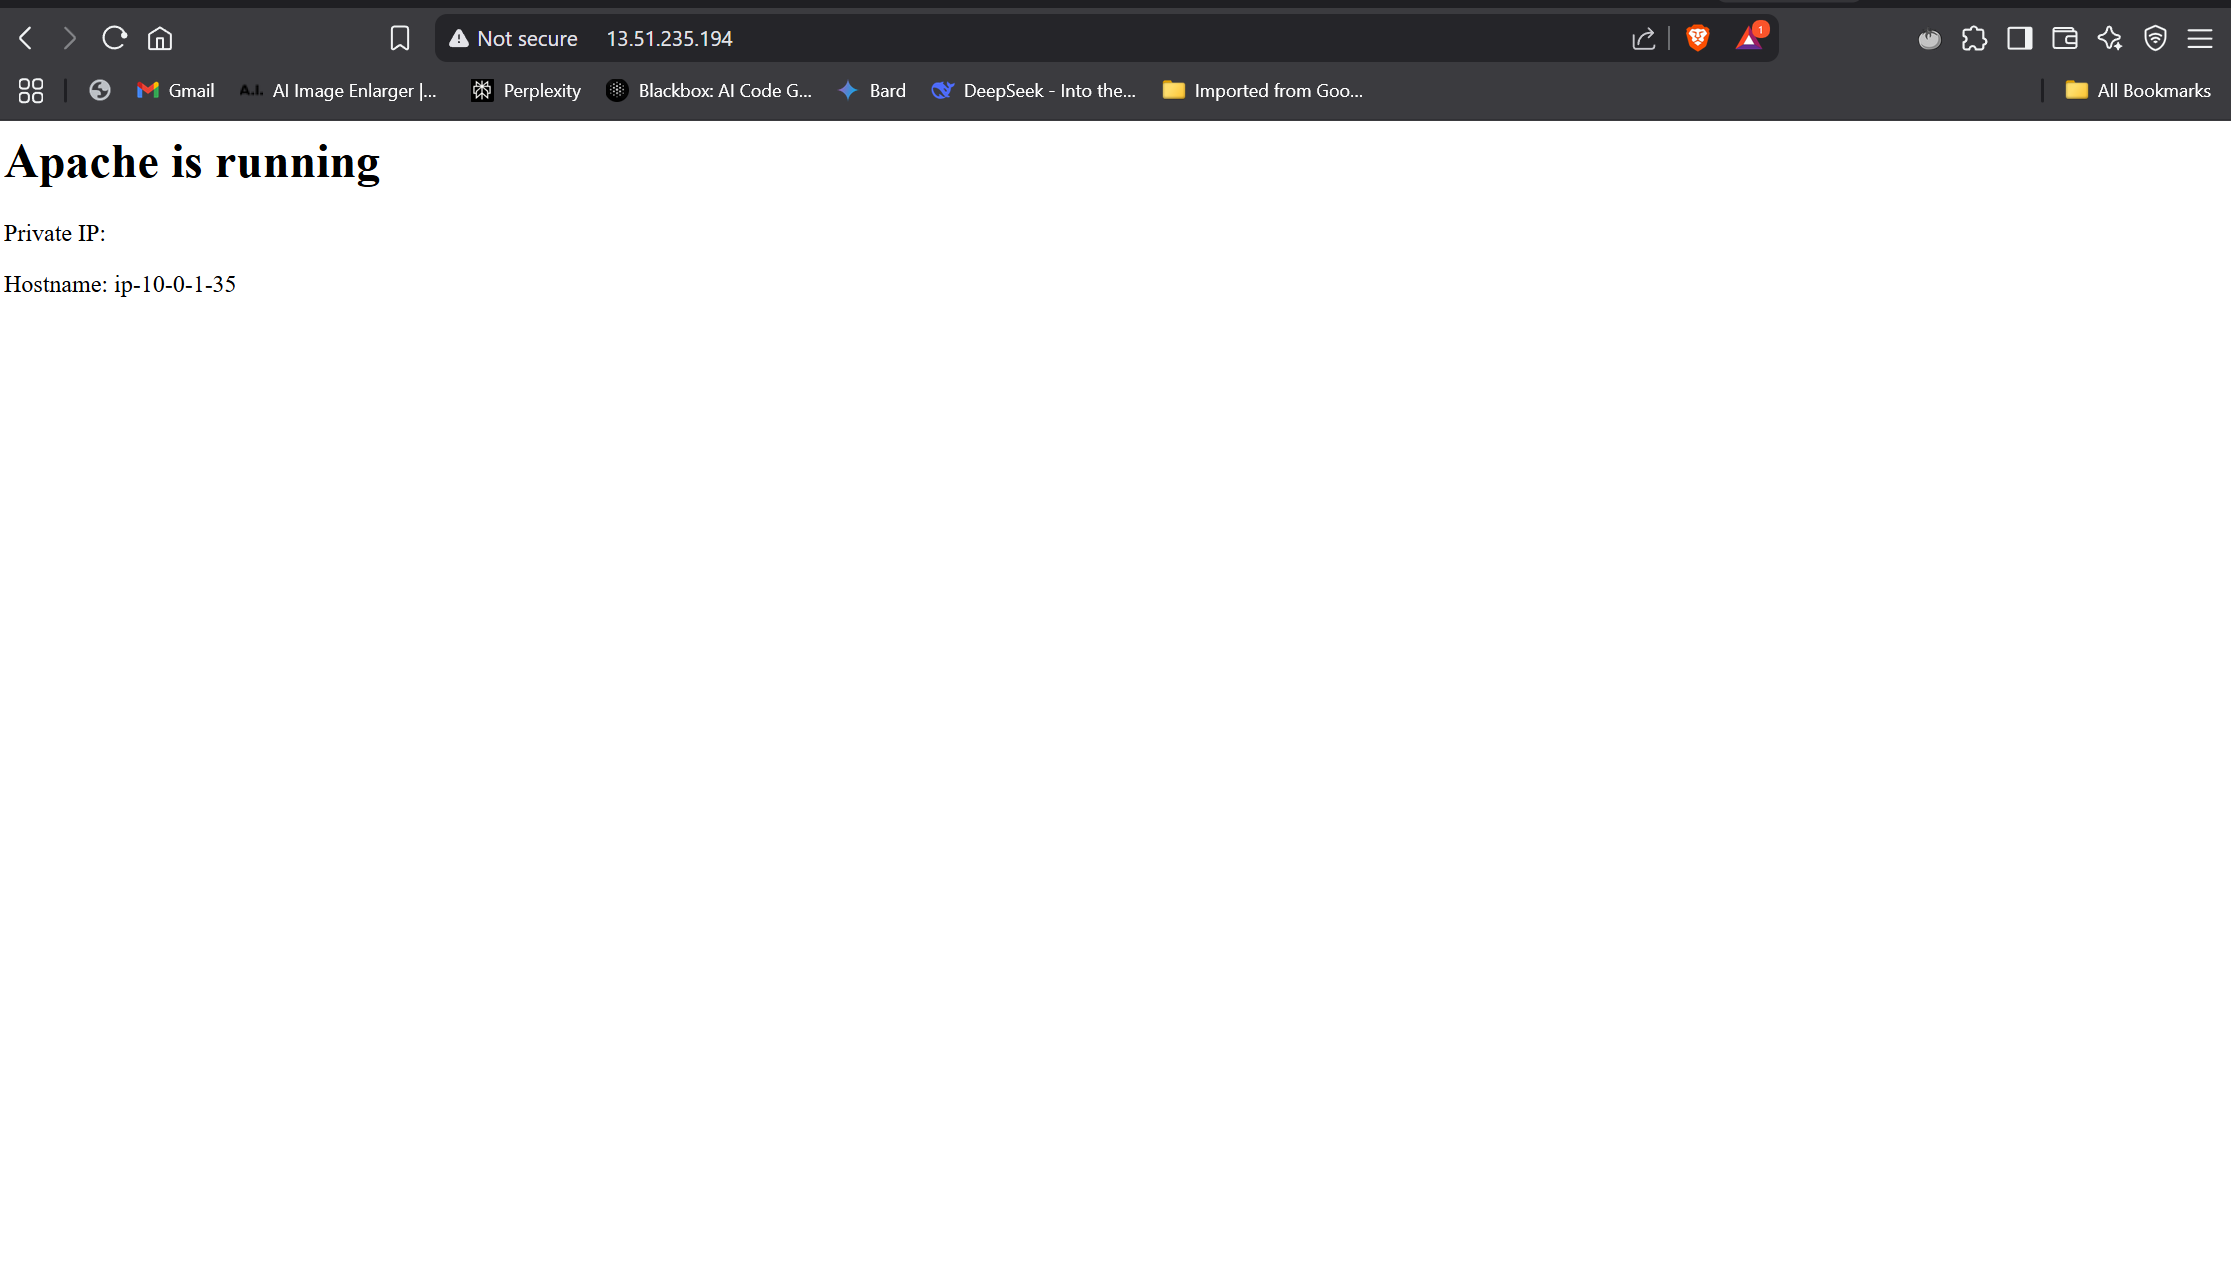 Not secure 13.51.235.194
1
Gmail
A.I. AI Image Enlarger |...
Perplexity
Blackbox: AI Code G...
Bard
DeepSeek - Into the...
Imported from Goo...
All Bookmarks
Apache is running
Private IP:
Hostname: ip-10-0-1-35